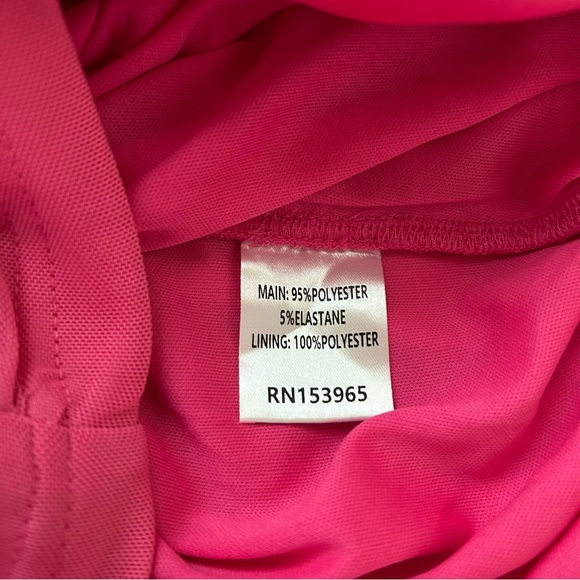 MAIN: 95%POLYESTER
5%ELASTANE
LINING: 100%POLYESTER
RN153965